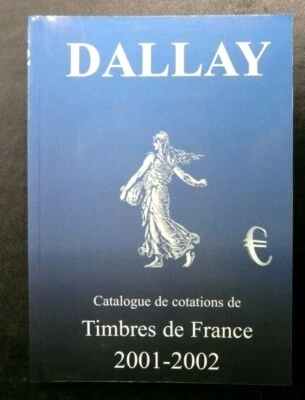 DALLAY
€
Catalogue de cotations de
Timbres de France
2001-2002